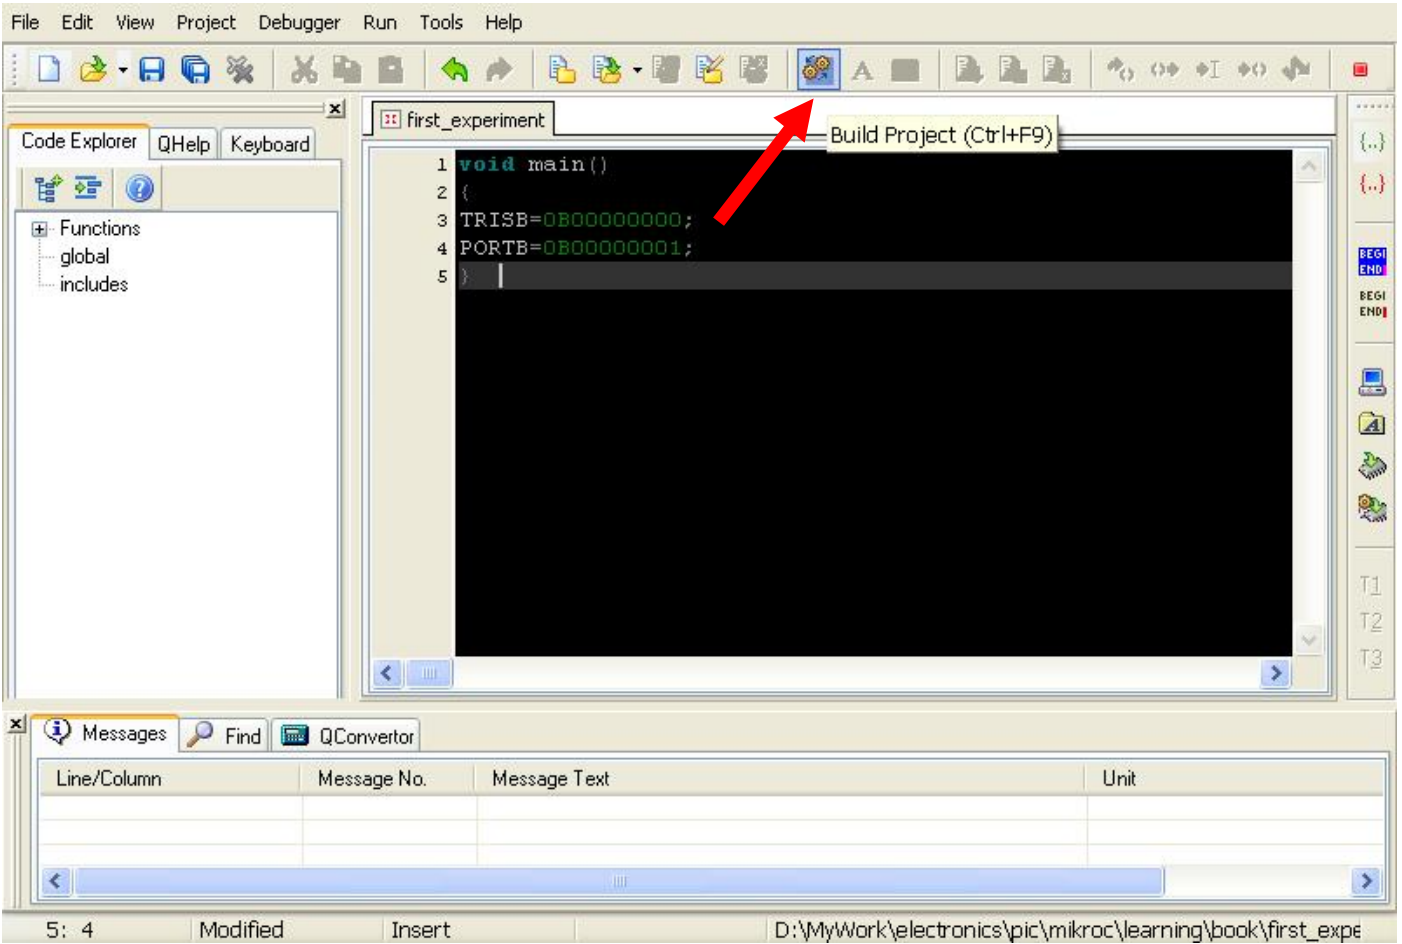 File Edit View Project Debugger Run Tools Help
first_experiment
Build Project (Ctrl+F9)
Code Explorer QHelp Keyboard
Functions
global
includes
1 void main()
2 {
3 TRISB=0B00000000;
4 PORTB=0B00000001;
5 }
{..}
{..}
BEGI
END
BEGI
END
T1
T2
T3
Messages Find QConvertor
Line/Column Message No. Message Text Unit
5: 4 Modified Insert D:\MyWork\electronics\pic\mikroc\learning\book\first_expe